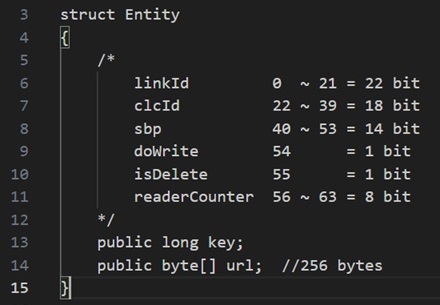 3 struct Entity
4 {
5 /*
6 linkId 0 ~ 21 = 22 bit
7 clcId 22 ~ 39 = 18 bit
8 sbp 40 ~ 53 = 14 bit
9 doWrite 54 = 1 bit
10 isDelete 55 = 1 bit
11 readerCounter 56 ~ 63 = 8 bit
12 */
13 public long key;
14 public byte[] url; //256 bytes
15 }